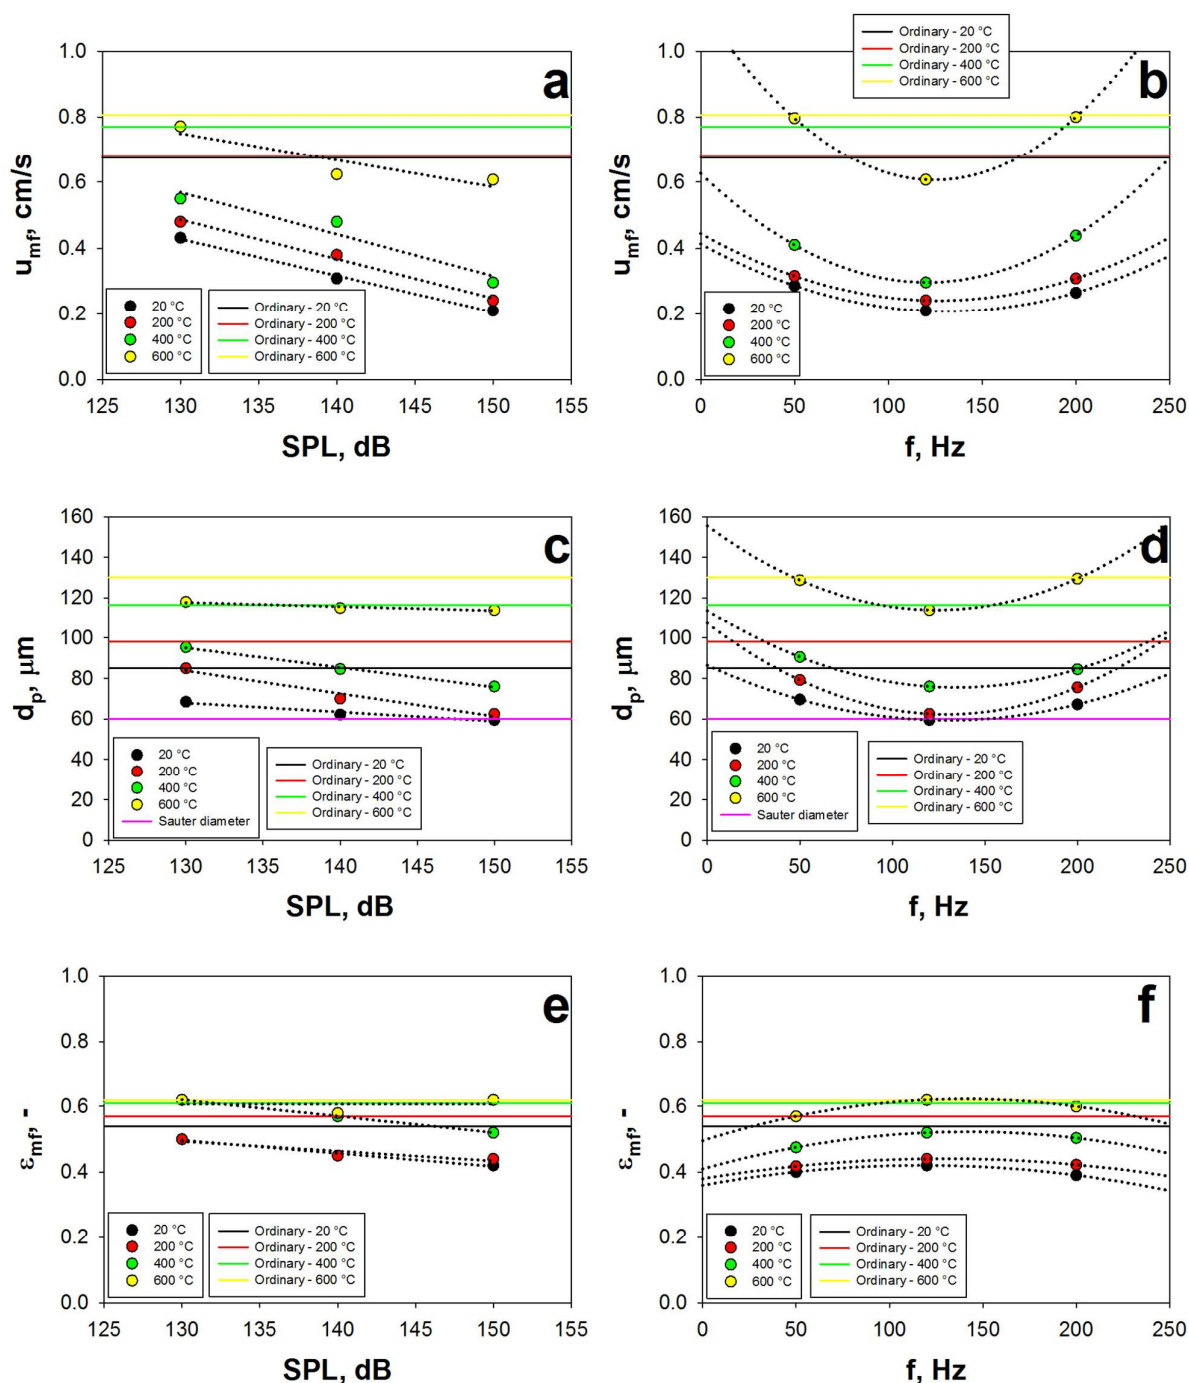 Ordinary - 20 °C
Ordinary - 200 °C
Ordinary - 400 °C
Ordinary - 600 °C
a
1.0
0.8
0.6
0.4
0.2
0.0
u_mf, cm/s
20 °C
200 °C
400 °C
600 °C
Ordinary - 20 °C
Ordinary - 200 °C
Ordinary - 400 °C
Ordinary - 600 °C
125 130 135 140 145 150 155
SPL, dB
b
1.0
0.8
0.6
0.4
0.2
0.0
u_mf, cm/s
20 °C
200 °C
400 °C
600 °C
0 50 100 150 200 250
f, Hz
c
160
140
120
100
80
60
40
20
0
d_p, μm
20 °C
200 °C
400 °C
600 °C
Sauter diameter
Ordinary - 20 °C
Ordinary - 200 °C
Ordinary - 400 °C
Ordinary - 600 °C
125 130 135 140 145 150 155
SPL, dB
d
160
140
120
100
80
60
40
20
0
d_p, μm
20 °C
200 °C
400 °C
600 °C
Sauter diameter
Ordinary - 20 °C
Ordinary - 200 °C
Ordinary - 400 °C
Ordinary - 600 °C
0 50 100 150 200 250
f, Hz
e
1.0
0.8
0.6
0.4
0.2
0.0
ε_mf, -
20 °C
200 °C
400 °C
600 °C
Ordinary - 20 °C
Ordinary - 200 °C
Ordinary - 400 °C
Ordinary - 600 °C
125 130 135 140 145 150 155
SPL, dB
f
1.0
0.8
0.6
0.4
0.2
0.0
ε_mf, -
20 °C
200 °C
400 °C
600 °C
Ordinary - 20 °C
Ordinary - 200 °C
Ordinary - 400 °C
Ordinary - 600 °C
0 50 100 150 200 250
f, Hz